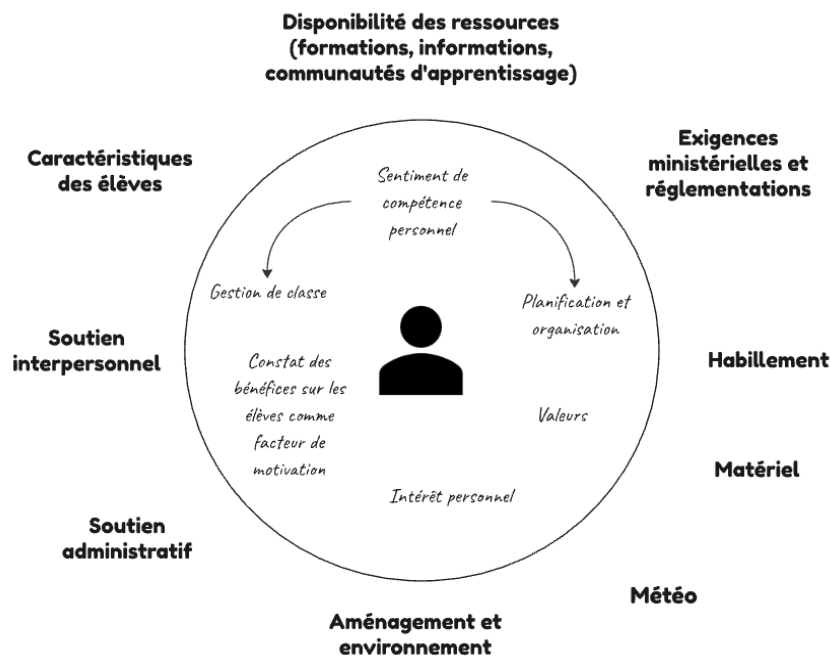 Disponibilité des ressources
(formations, informations,
communautés d'apprentissage)
Exigences
ministérielles et
réglementations
Caractéristiques
des élèves
Sentiment de
compétence
personnel
Gestion de classe
Planification et
organisation
Soutien
interpersonnel
Habillement
Constat des
bénéfices sur les
élèves comme
facteur de
motivation
Valeurs
Matériel
Intérêt personnel
Soutien
administratif
Météo
Aménagement et
environnement